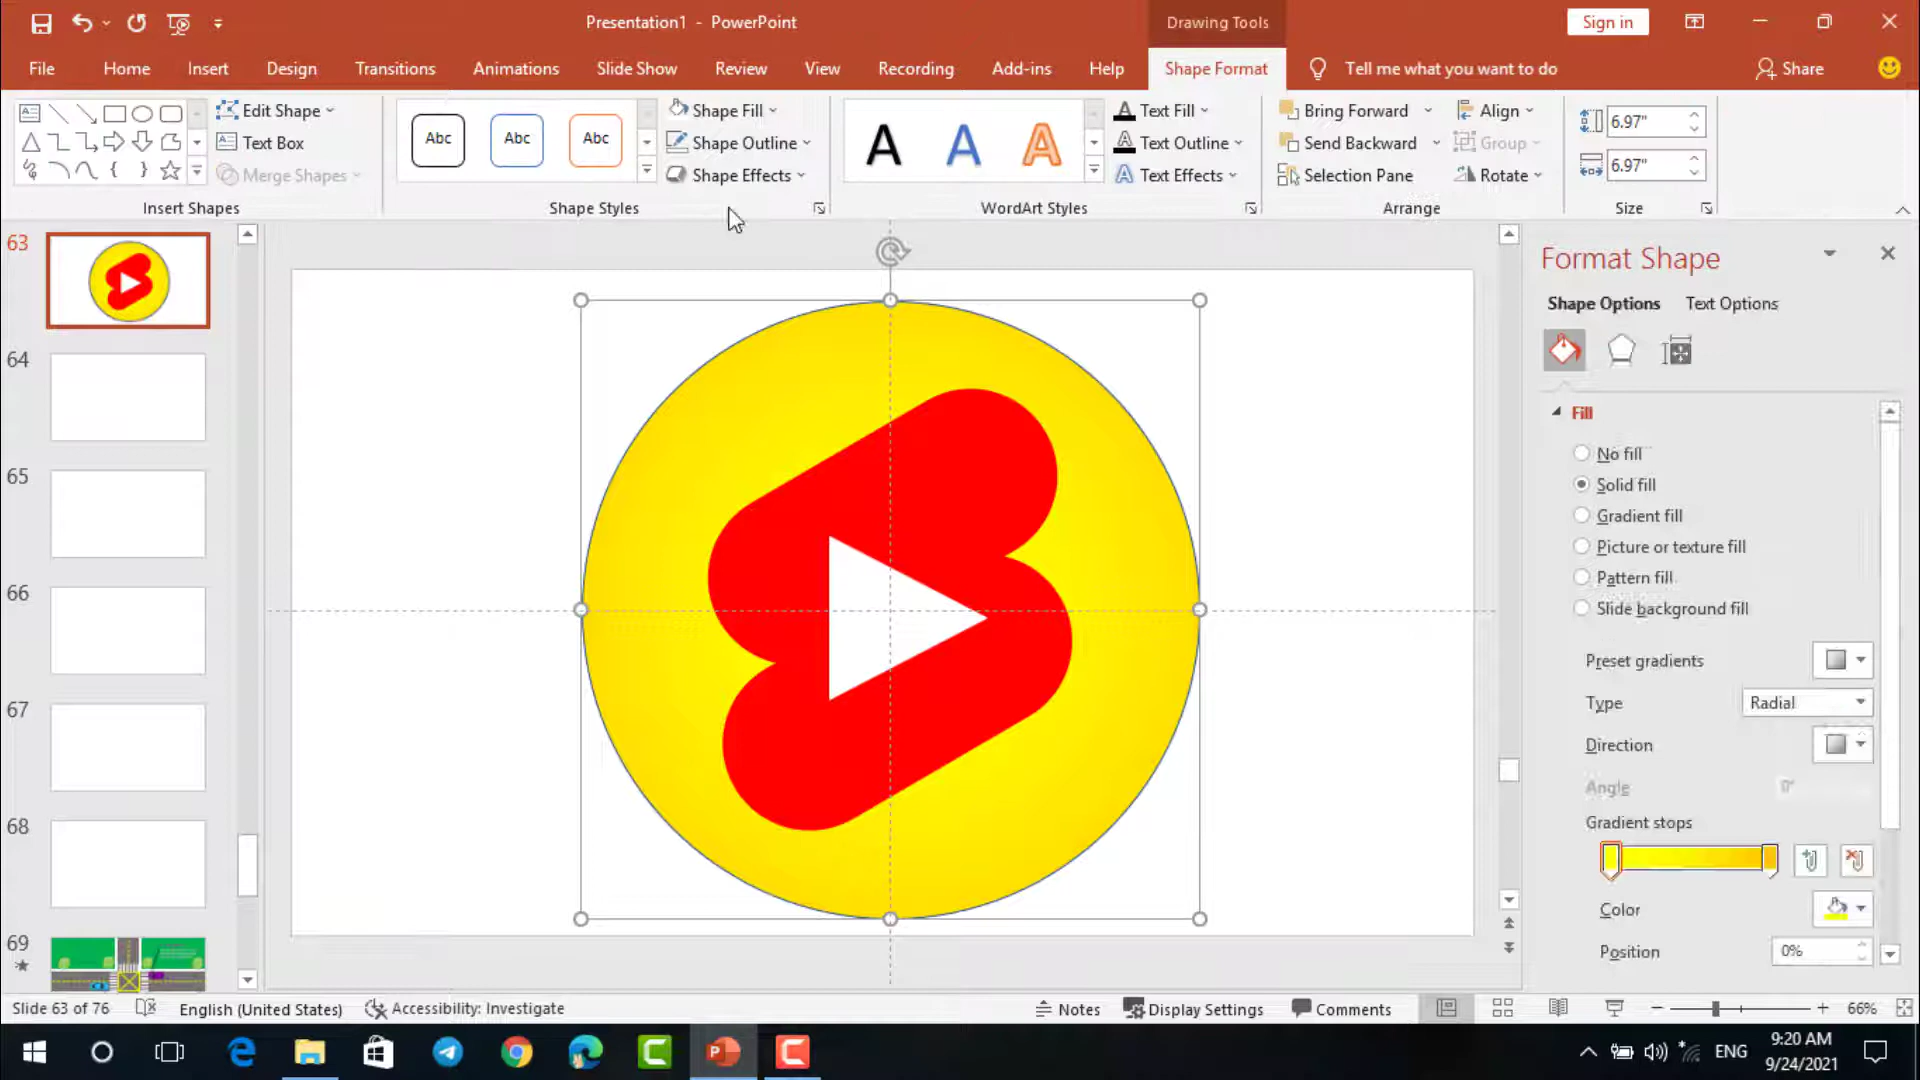 Presentation1 - PowerPoint
Drawing Tools
Sign in
File Home Insert Design Transitions Animations Slide Show Review View Recording Add-ins Help Shape Format Tell me what you want to do Share
Edit Shape
Text Box
Merge Shapes
Insert Shapes
Abc Abc Abc
Shape Fill
Shape Outline
Shape Effects
Shape Styles
A A A
Text Fill
Text Outline
Text Effects
WordArt Styles
Bring Forward
Send Backward
Selection Pane
Align
Group
Rotate
Arrange
6.97"
6.97"
Size
63
64
65
66
67
68
69
Format Shape
Shape Options Text Options
Fill
No fill
Solid fill
Gradient fill
Picture or texture fill
Pattern fill
Slide background fill
Preset gradients
Type Radial
Direction
Angle 0°
Gradient stops
Color
Position 0%
Slide 63 of 76 English (United States) Accessibility: Investigate Notes Display Settings Comments 66%
ENG
9:20 AM
9/24/2021